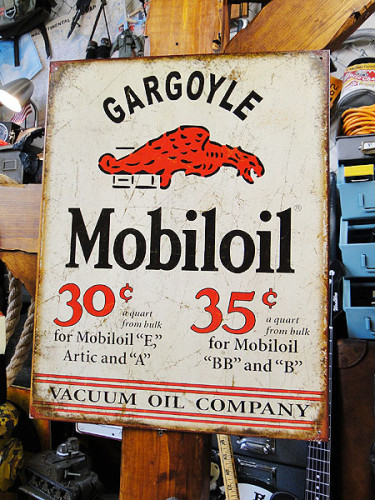 GARGOYLE
Mobiloil®
30¢ a quart from bulk
for Mobiloil "E,"
Artic and "A"
35¢ a quart from bulk
for Mobiloil
"BB" and "B"
VACUUM OIL COMPANY